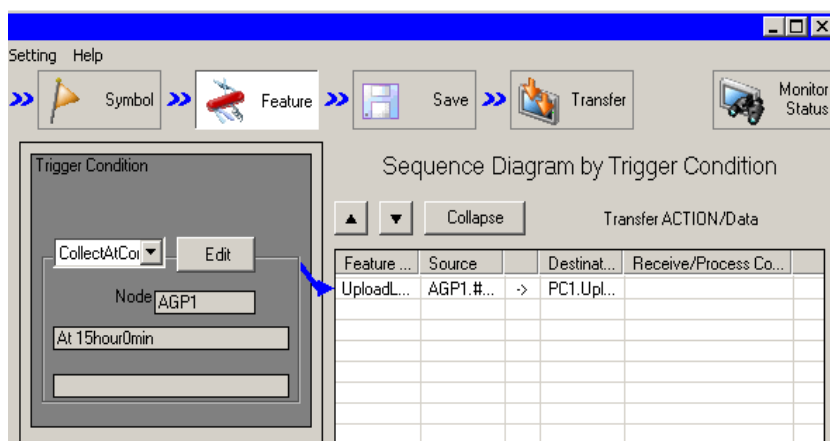 Setting Help
Symbol Feature Save Transfer Monitor Status
Trigger Condition
CollectAtCor Edit
Node AGP1
At 15hour0min
Sequence Diagram by Trigger Condition
Collapse Transfer ACTION/Data
Feature ... Source Destinat... Receive/Process Co...
UploadL... AGP1.#... -> PC1.Upl...